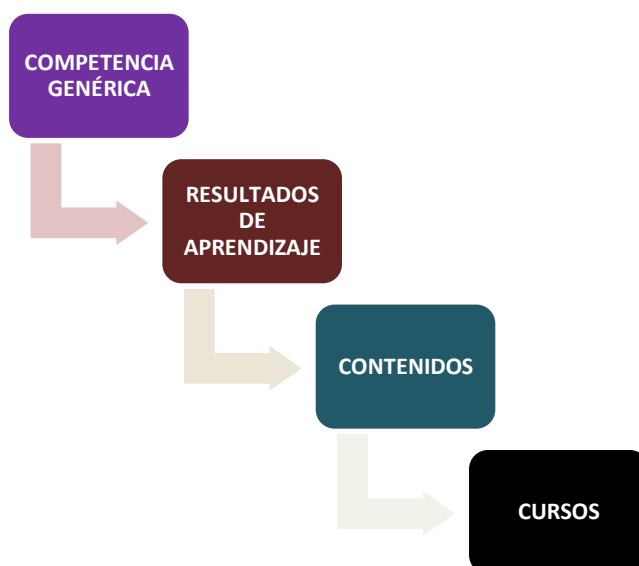 COMPETENCIA
GENÉRICA
RESULTADOS
DE
APRENDIZAJE
CONTENIDOS
CURSOS